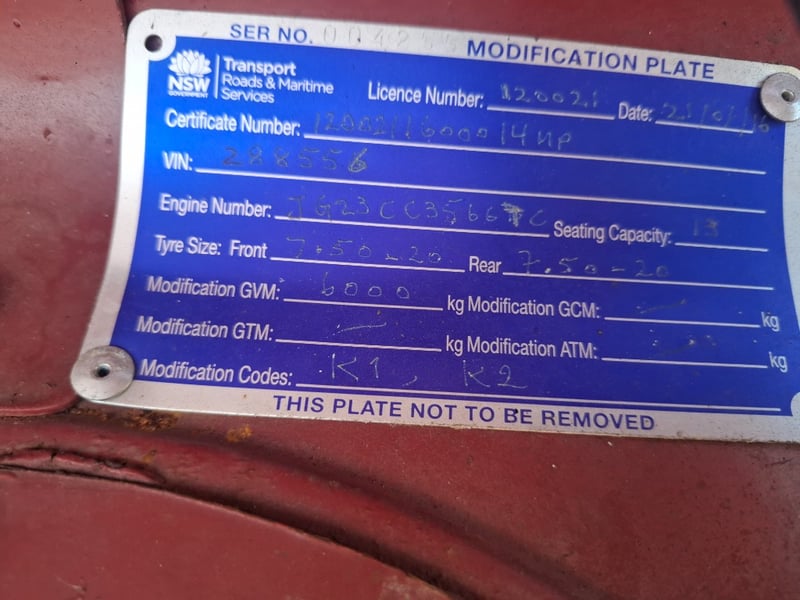 SER NO. MODIFICATION PLATE
NSW GOVERNMENT Transport Roads & Maritime Services
Licence Number: 120021 Date: 21/01/16
Certificate Number:
VIN: 288556
Engine Number: Seating Capacity: 13
Tyre Size: Front 7.50-20 Rear 7.50-20
Modification GVM: 6000 kg Modification GCM: — kg
Modification GTM: — kg Modification ATM: kg
Modification Codes: K1, K2
THIS PLATE NOT TO BE REMOVED